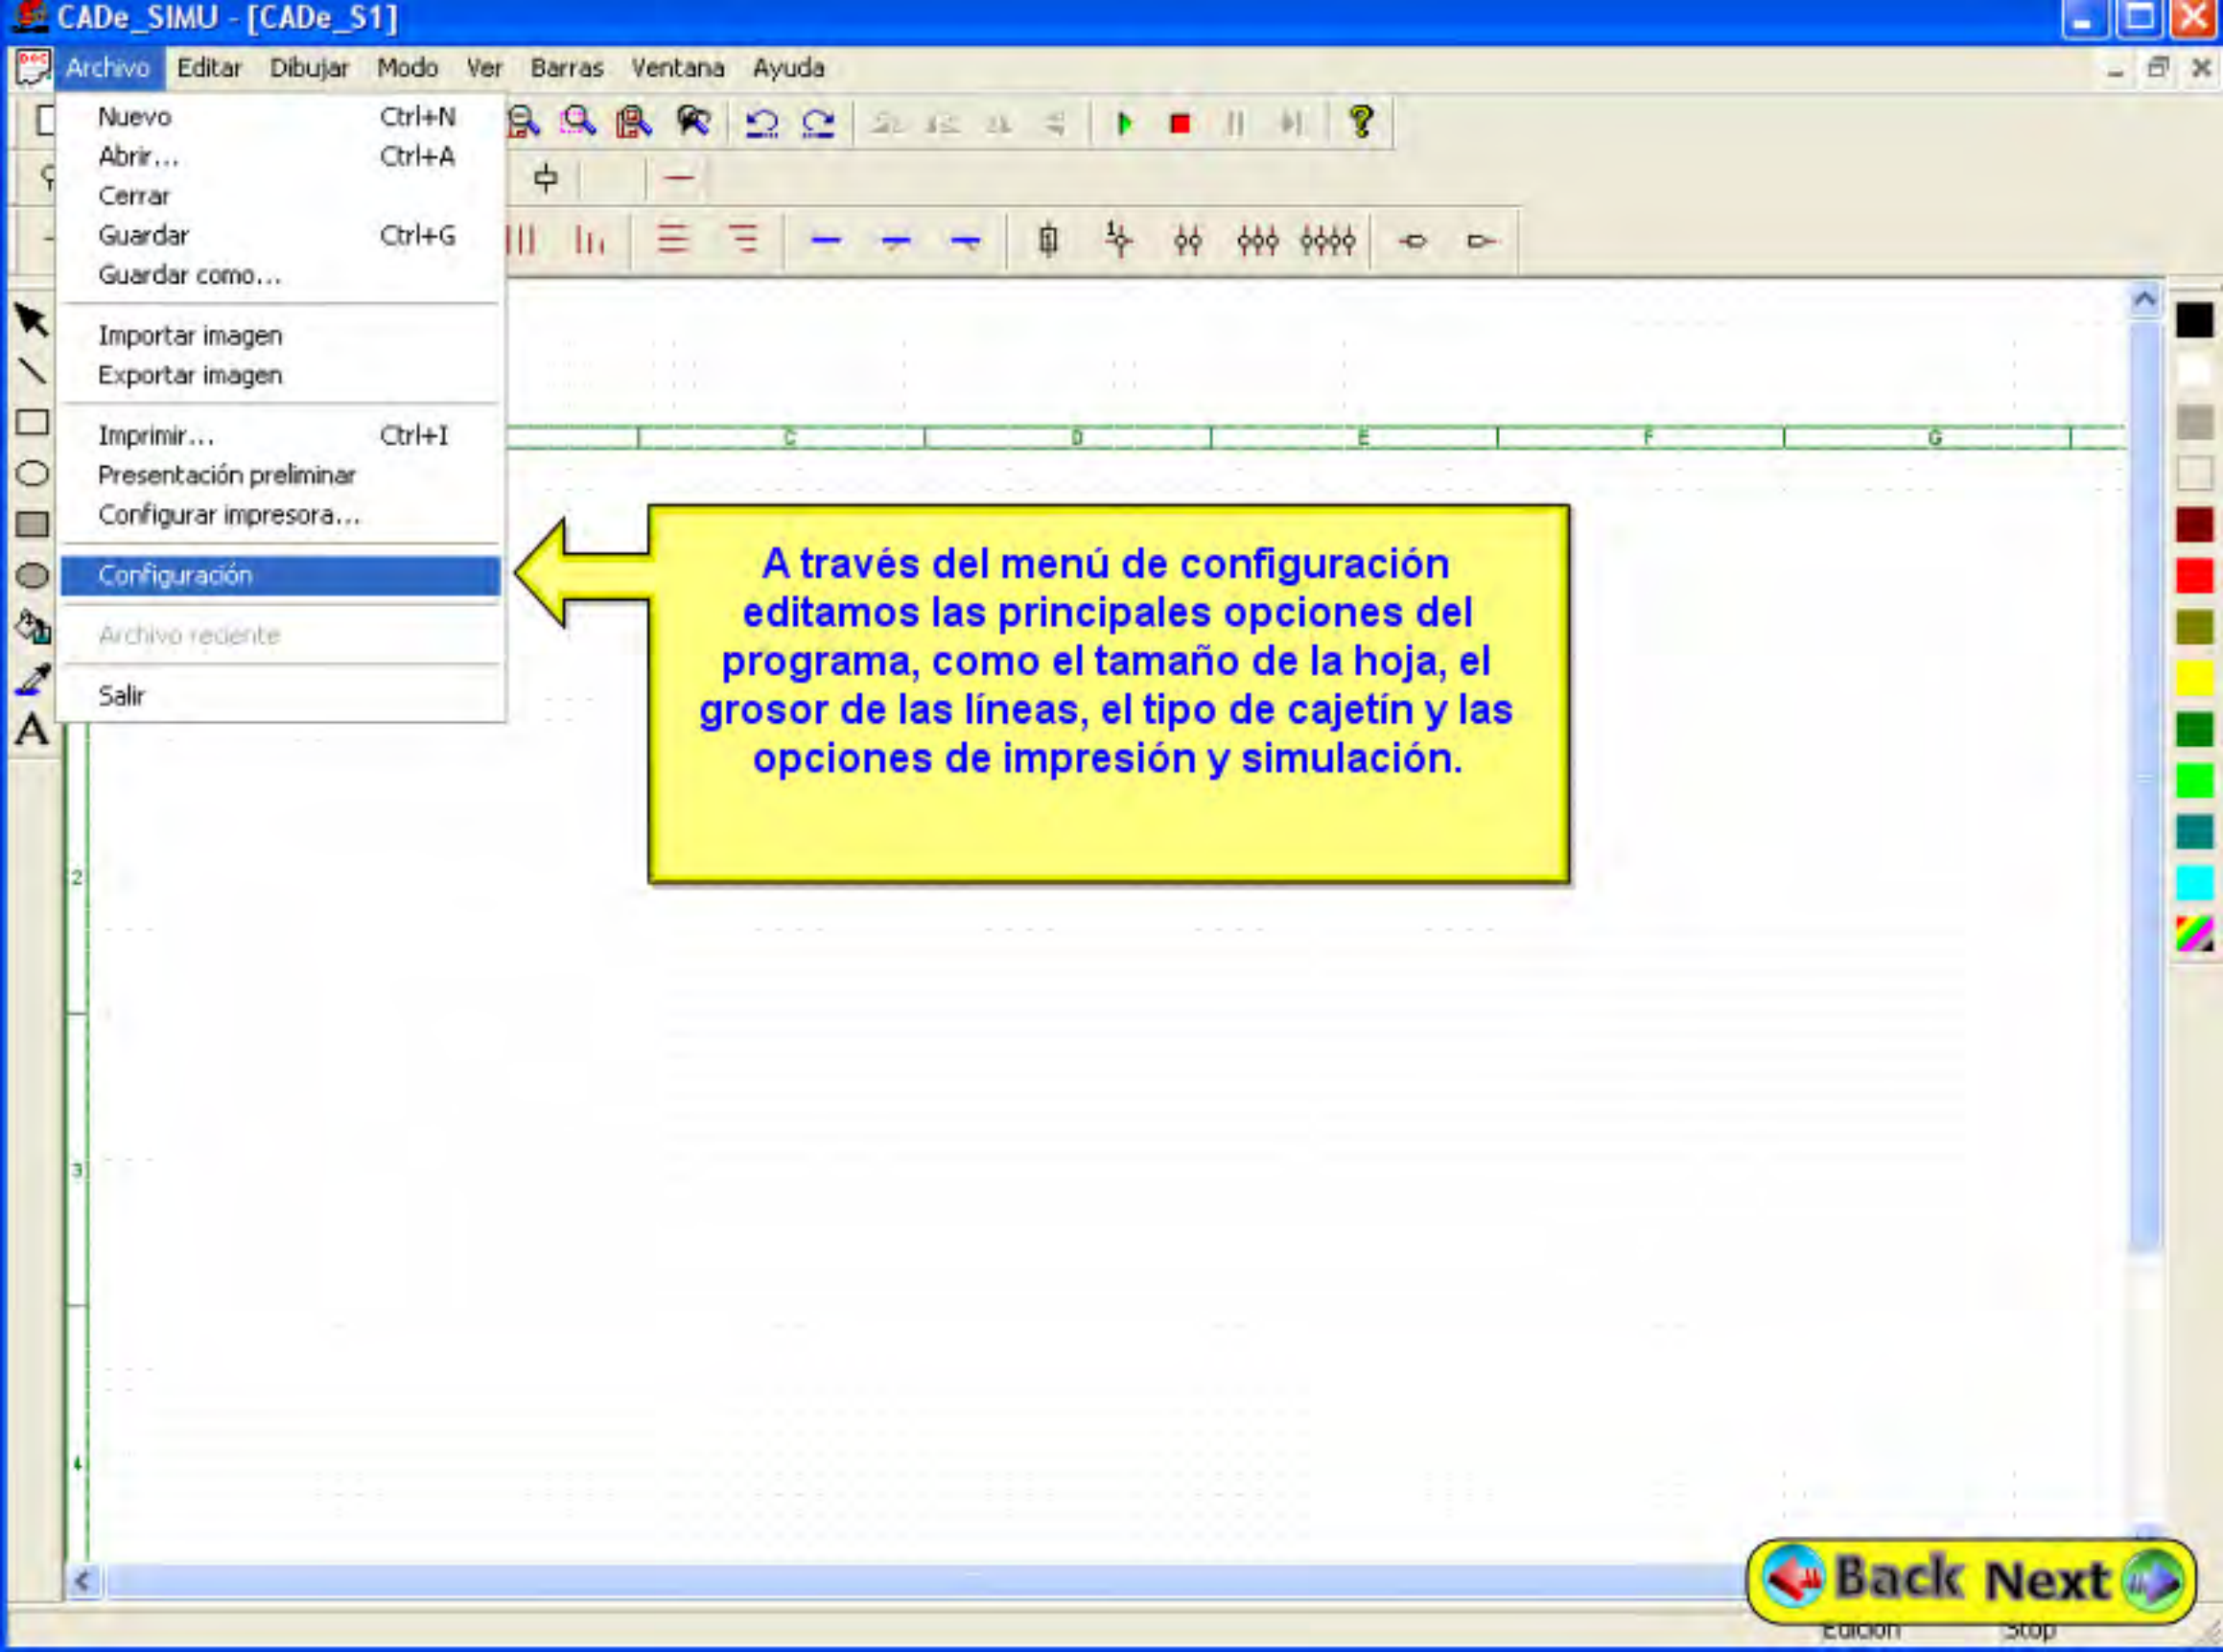 CADe_SIMU - [CADe_S1]
Archivo Editar Dibujar Modo Ver Barras Ventana Ayuda
Nuevo Ctrl+N
Abrir... Ctrl+A
Cerrar
Guardar Ctrl+G
Guardar como...
Importar imagen
Exportar imagen
Imprimir... Ctrl+I
Presentación preliminar
Configurar impresora...
Configuración
Archivo reciente
Salir
A
C D E F G
A través del menú de configuración
editamos las principales opciones del
programa, como el tamaño de la hoja, el
grosor de las líneas, el tipo de cajetín y las
opciones de impresión y simulación.
2
3
4
Back Next
Edición Stop